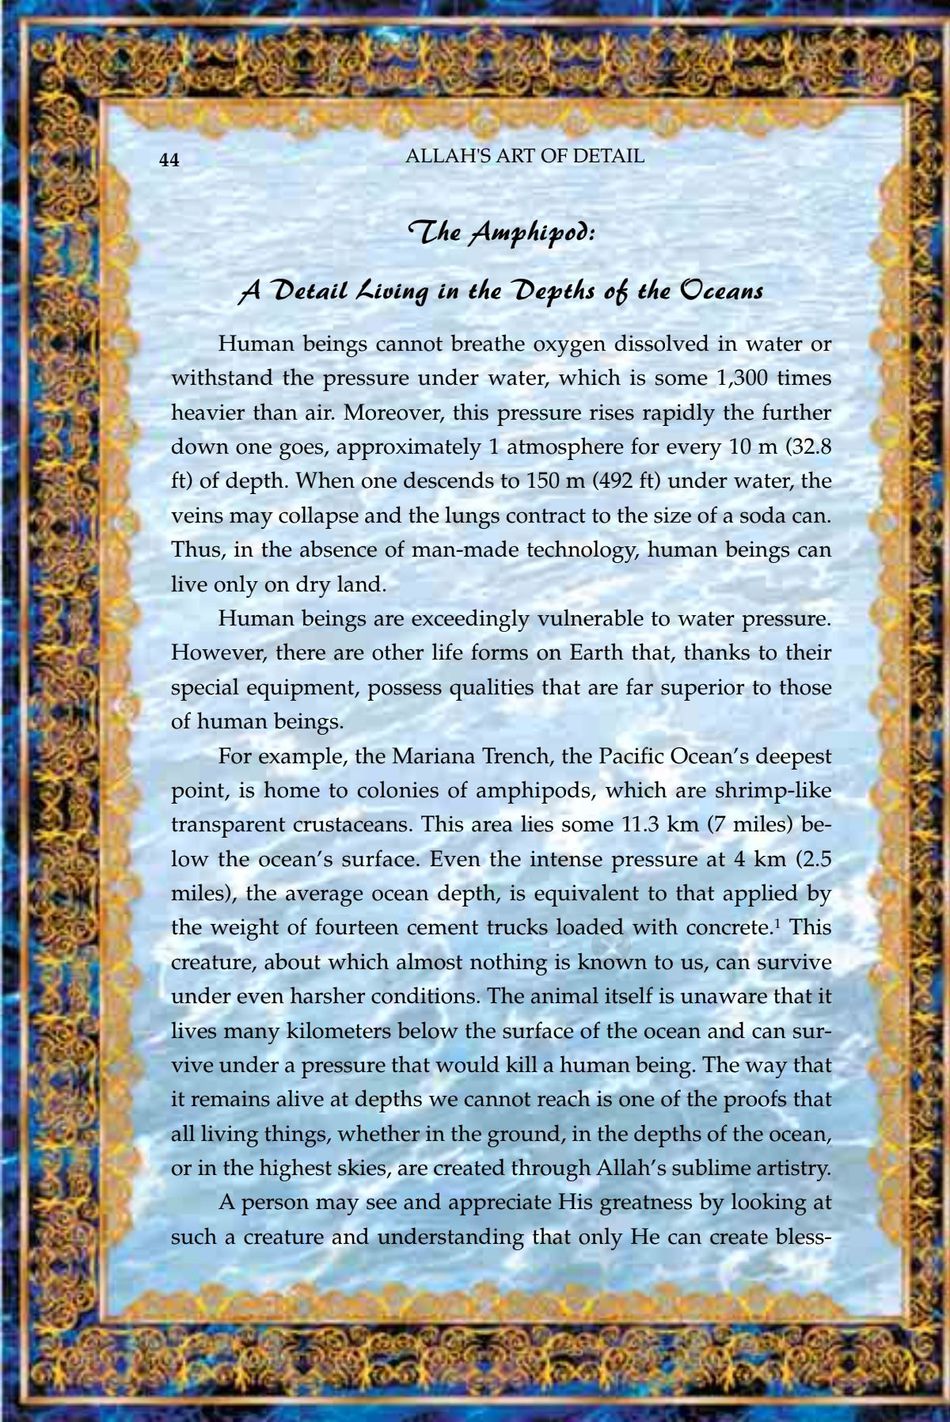 44
ALLAH'S ART OF DETAIL
The Amphipod:
A Detail Living in the Depths of the Oceans
Human beings cannot breathe oxygen dissolved in water or
withstand the pressure under water, which is some 1,300 times
heavier than air. Moreover, this pressure rises rapidly the further
down one goes, approximately 1 atmosphere for every 10 m (32.8
ft) of depth. When one descends to 150 m (492 ft) under water, the
veins may collapse and the lungs contract to the size of a soda can.
Thus, in the absence of man-made technology, human beings can
live only on dry land.
Human beings are exceedingly vulnerable to water pressure.
However, there are other life forms on Earth that, thanks to their
special equipment, possess qualities that are far superior to those
of human beings.
For example, the Mariana Trench, the Pacific Ocean’s deepest
point, is home to colonies of amphipods, which are shrimp-like
transparent crustaceans. This area lies some 11.3 km (7 miles) be-
low the ocean’s surface. Even the intense pressure at 4 km (2.5
miles), the average ocean depth, is equivalent to that applied by
the weight of fourteen cement trucks loaded with concrete.¹ This
creature, about which almost nothing is known to us, can survive
under even harsher conditions. The animal itself is unaware that it
lives many kilometers below the surface of the ocean and can sur-
vive under a pressure that would kill a human being. The way that
it remains alive at depths we cannot reach is one of the proofs that
all living things, whether in the ground, in the depths of the ocean,
or in the highest skies, are created through Allah’s sublime artistry.
A person may see and appreciate His greatness by looking at
such a creature and understanding that only He can create bless-